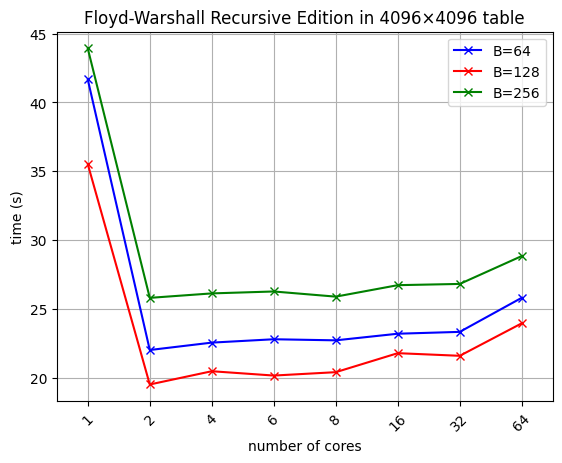 Floyd-Warshall Recursive Edition in 4096×4096 table
45
40
35
30
25
20
time (s)
B=64
B=128
B=256
1
2
4
6
8
16
32
64
number of cores